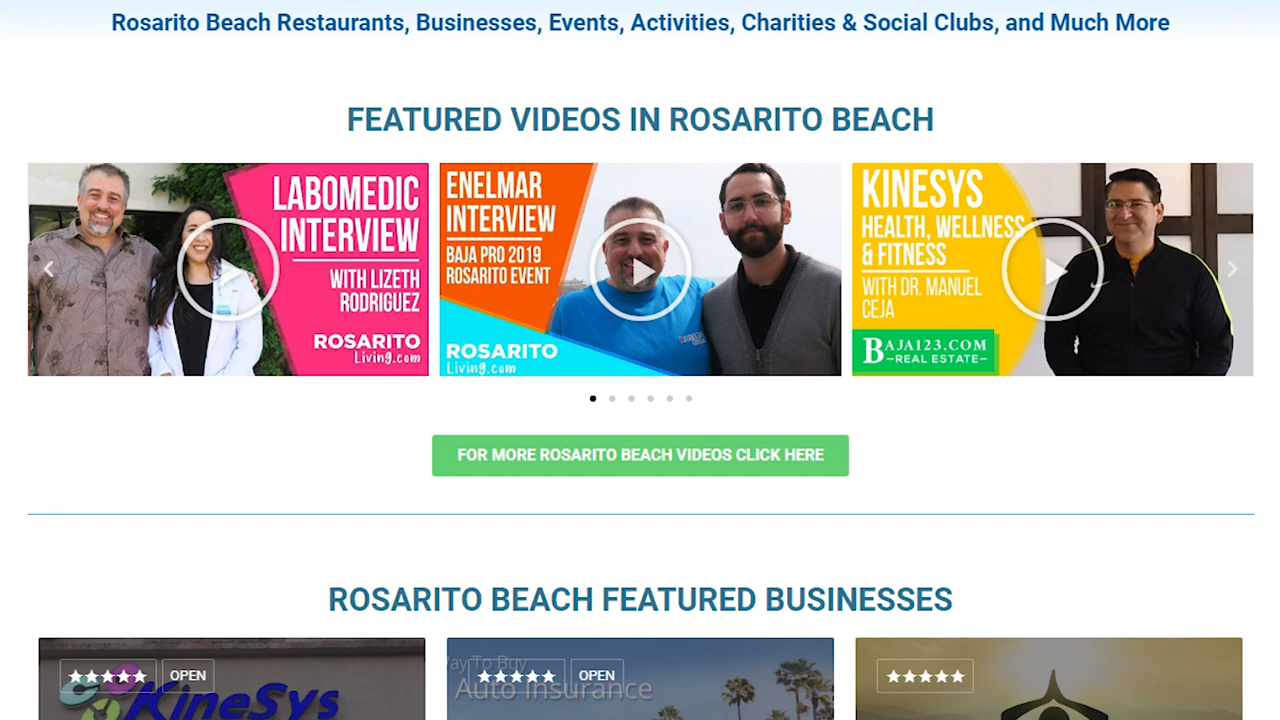 Rosarito Beach Restaurants, Businesses, Events, Activities, Charities & Social Clubs, and Much More
FEATURED VIDEOS IN ROSARITO BEACH
LABOMEDIC
INTERVIEW
WITH LIZETH
RODRIGUEZ
ROSARITO
Living.com
ENELMAR
INTERVIEW
BAJA PRO 2019
ROSARITO EVENT
ROSARITO
Living.com
KINESYS
HEALTH, WELLNESS
& FITNESS
WITH DR. MANUEL
CEJA
BAJA123.COM
REAL ESTATE
FOR MORE ROSARITO BEACH VIDEOS CLICK HERE
ROSARITO BEACH FEATURED BUSINESSES
OPEN
KineSys
Way To Buy
OPEN
Auto Insurance